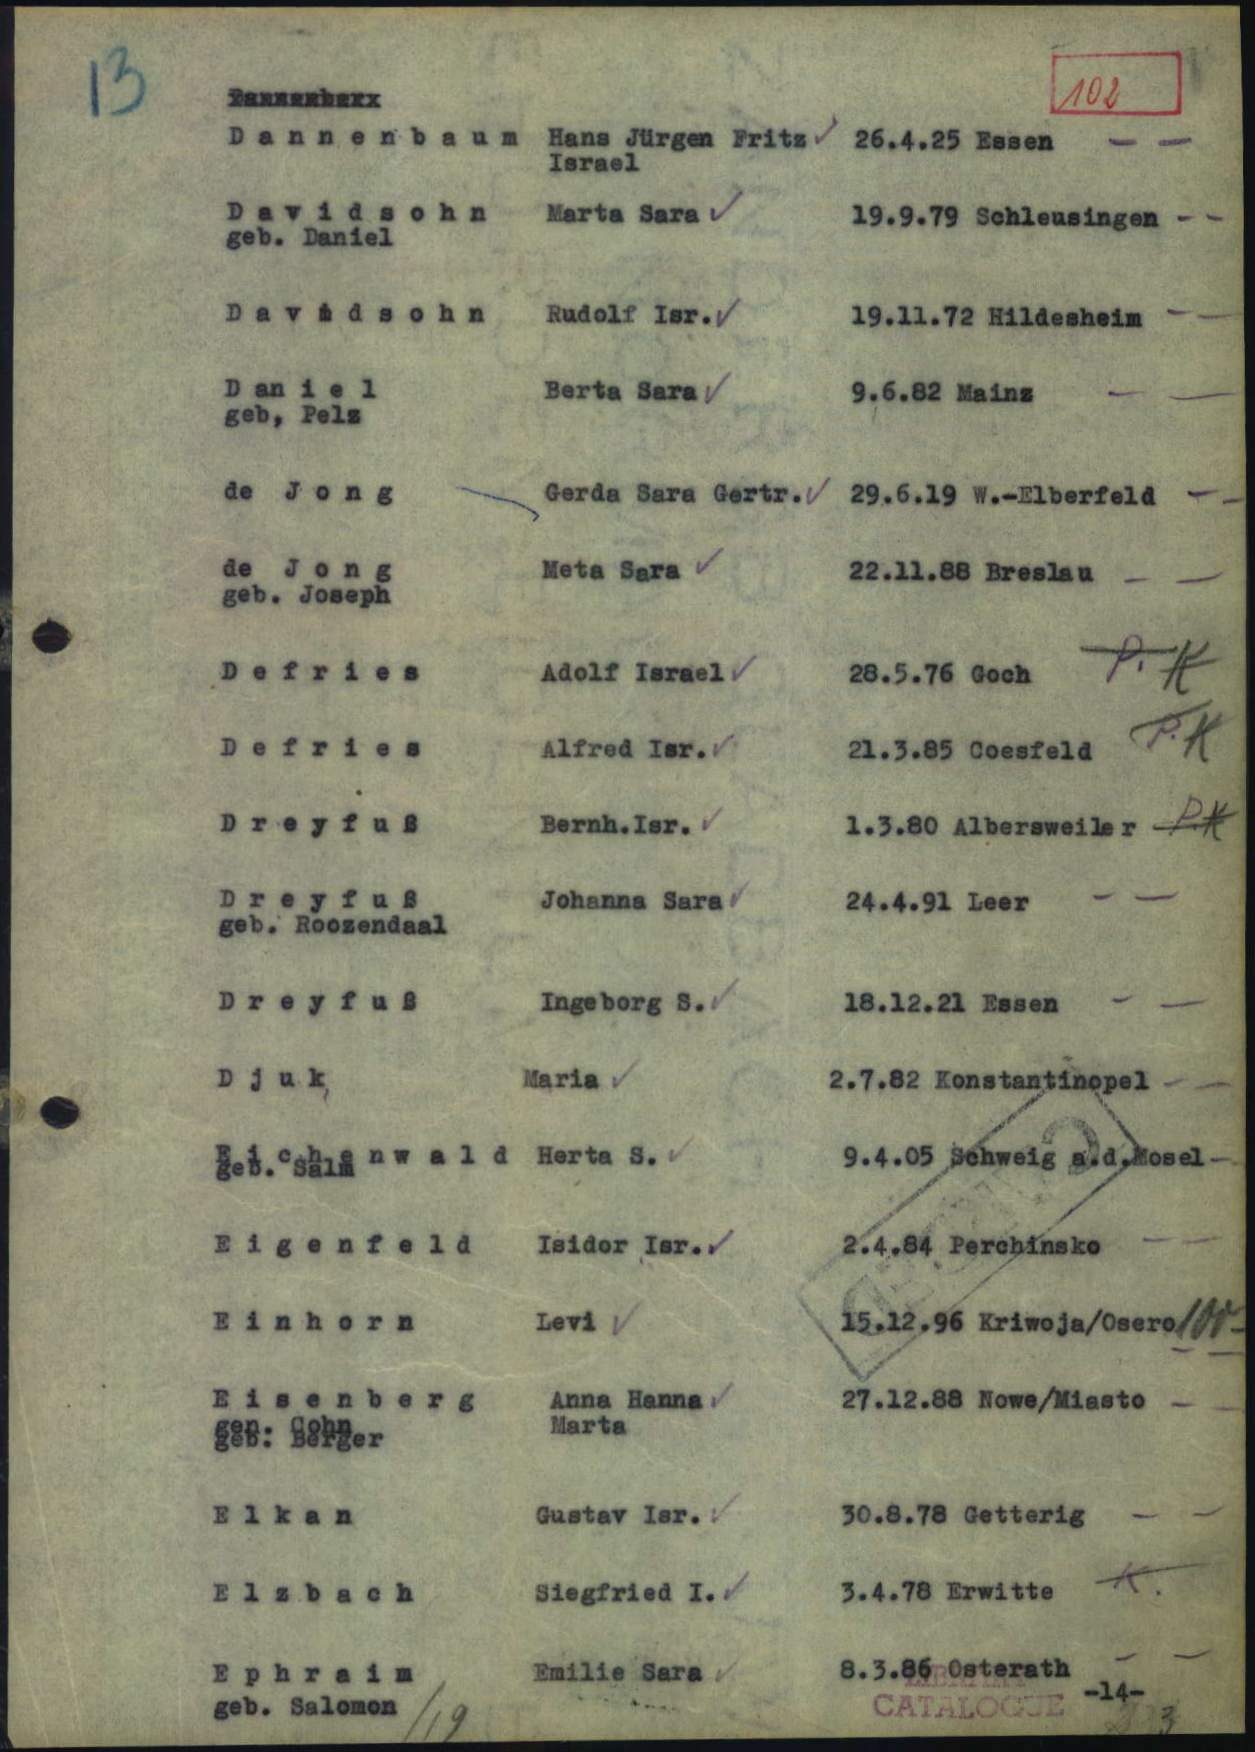 13
102
Dannenbaum Hans Jürgen Fritz ✓ 26.4.25 Essen — —
Israel
Davidsohn Marta Sara ✓ 19.9.79 Schleusingen - -
geb. Daniel
Davidsohn Rudolf Isr. ✓ 19.11.72 Hildesheim — —
Daniel Berta Sara ✓ 9.6.82 Mainz — —
geb, Pelz
de Jong Gerda Sara Gertr. ✓ 29.6.19 W.-Elberfeld — -
de Jong Meta Sara ✓ 22.11.88 Breslau — —
geb. Joseph
Defries Adolf Israel ✓ 28.5.76 Goch P. K
Defries Alfred Isr. ✓ 21.3.85 Coesfeld P. K
Dreyfuß Bernh.Isr. ✓ 1.3.80 Albersweiler P.K
Dreyfuß Johanna Sara ✓ 24.4.91 Leer — —
geb. Roozendaal
Dreyfuß Ingeborg S. ✓ 18.12.21 Essen — —
Djuk Maria ✓ 2.7.82 Konstantinopel — —
Eichenwald Herta S. ✓ 9.4.05 Schweig a.d.Mosel —
geb. Salm
Eigenfeld Isidor Isr. ✓ 2.4.84 Perchinsko — —
Einhorn Levi ✓ 15.12.96 Kriwoja/Osero
Eisenberg Anna Hanna ✓ 27.12.88 Nowe/Miasto — —
gen. Cohn Marta
geb. Berger
Elkan Gustav Isr. ✓ 30.8.78 Getterig — —
Elzbach Siegfried I. ✓ 3.4.78 Erwitte K.
Ephraim Emilie Sara ✓ 8.3.86 Osterath — —
geb. Salomon
-14-
LIBRARY
CATALOGUE
/19